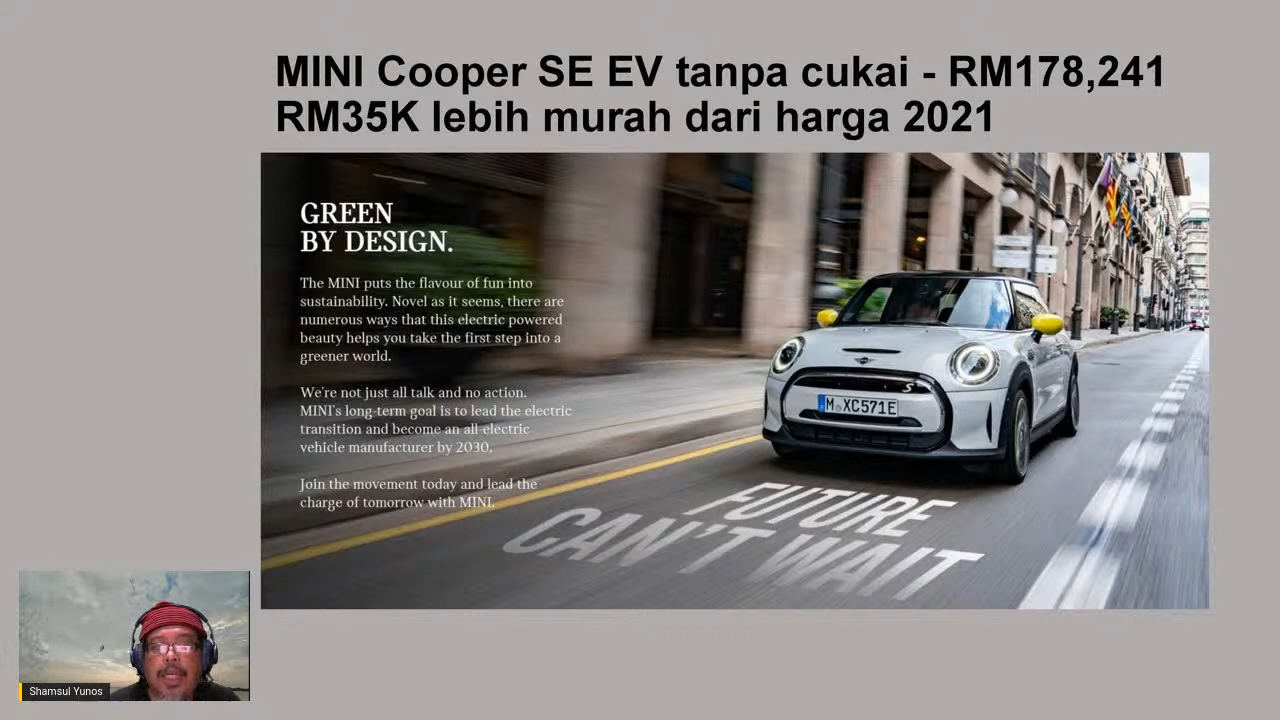 MINI Cooper SE EV tanpa cukai - RM178,241
RM35K lebih murah dari harga 2021
GREEN
BY DESIGN.
The MINI puts the flavour of fun into
sustainability. Novel as it seems, there are
numerous ways that this electric powered
beauty helps you take the first step into a
greener world.
We're not just all talk and no action.
MINI's long-term goal is to lead the electric
transition and become an all-electric
vehicle manufacturer by 2030.
Join the movement today and lead the
charge of tomorrow with MINI.
S
M XC571E
FUTURE
CAN'T WAIT
Shamsul Yunos